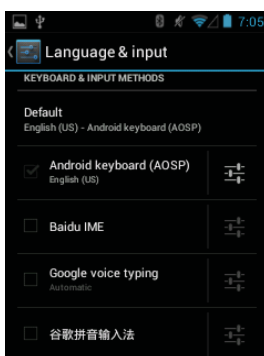 7:05
Language & input
KEYBOARD & INPUT METHODS
Default
English (US) - Android keyboard (AOSP)
Android keyboard (AOSP)
English (US)
Baidu IME
Google voice typing
Automatic
谷歌拼音输入法